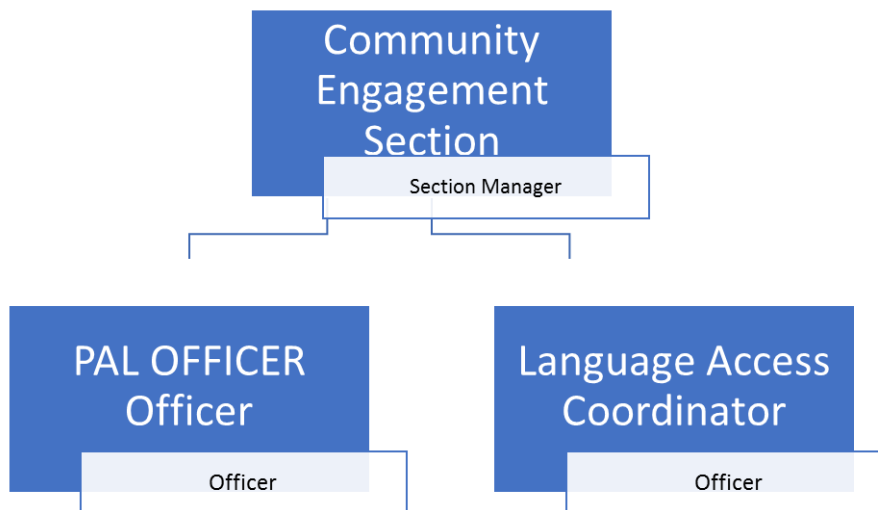 Community
Engagement
Section
Section Manager
PAL OFFICER
Officer
Officer
Language Access
Coordinator
Officer